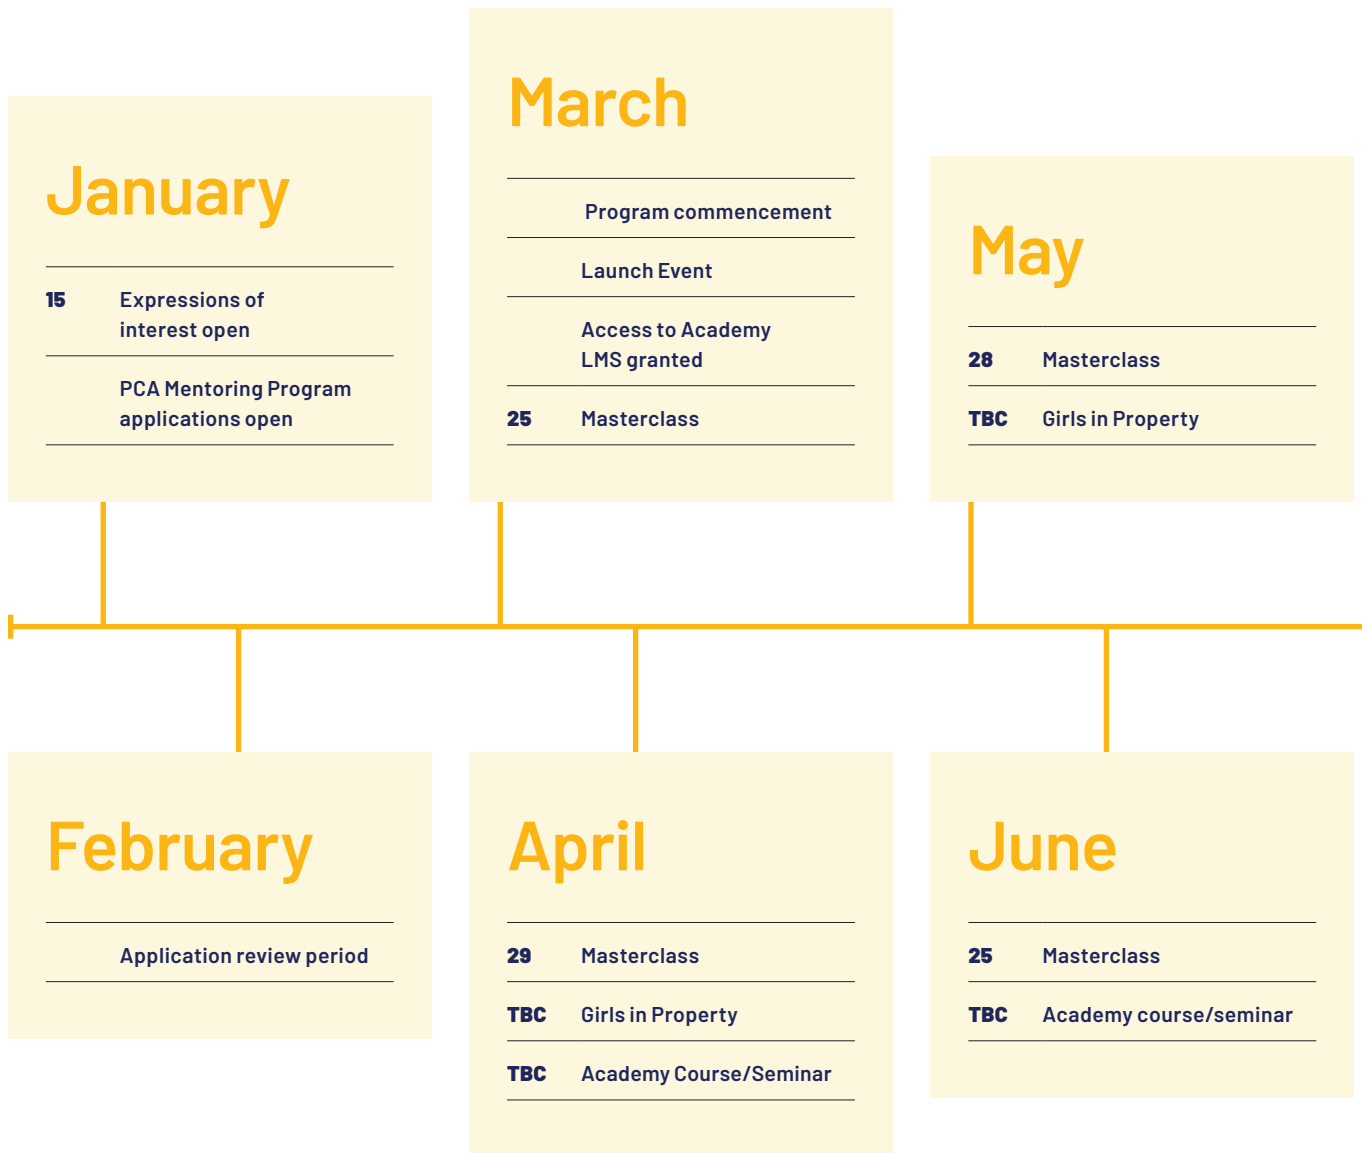 January
15 Expressions of
interest open
PCA Mentoring Program
applications open
February
Application review period
March
Program commencement
Launch Event
Access to Academy
LMS granted
25 Masterclass
April
29 Masterclass
TBC Girls in Property
TBC Academy Course/Seminar
May
28 Masterclass
TBC Girls in Property
June
25 Masterclass
TBC Academy course/seminar